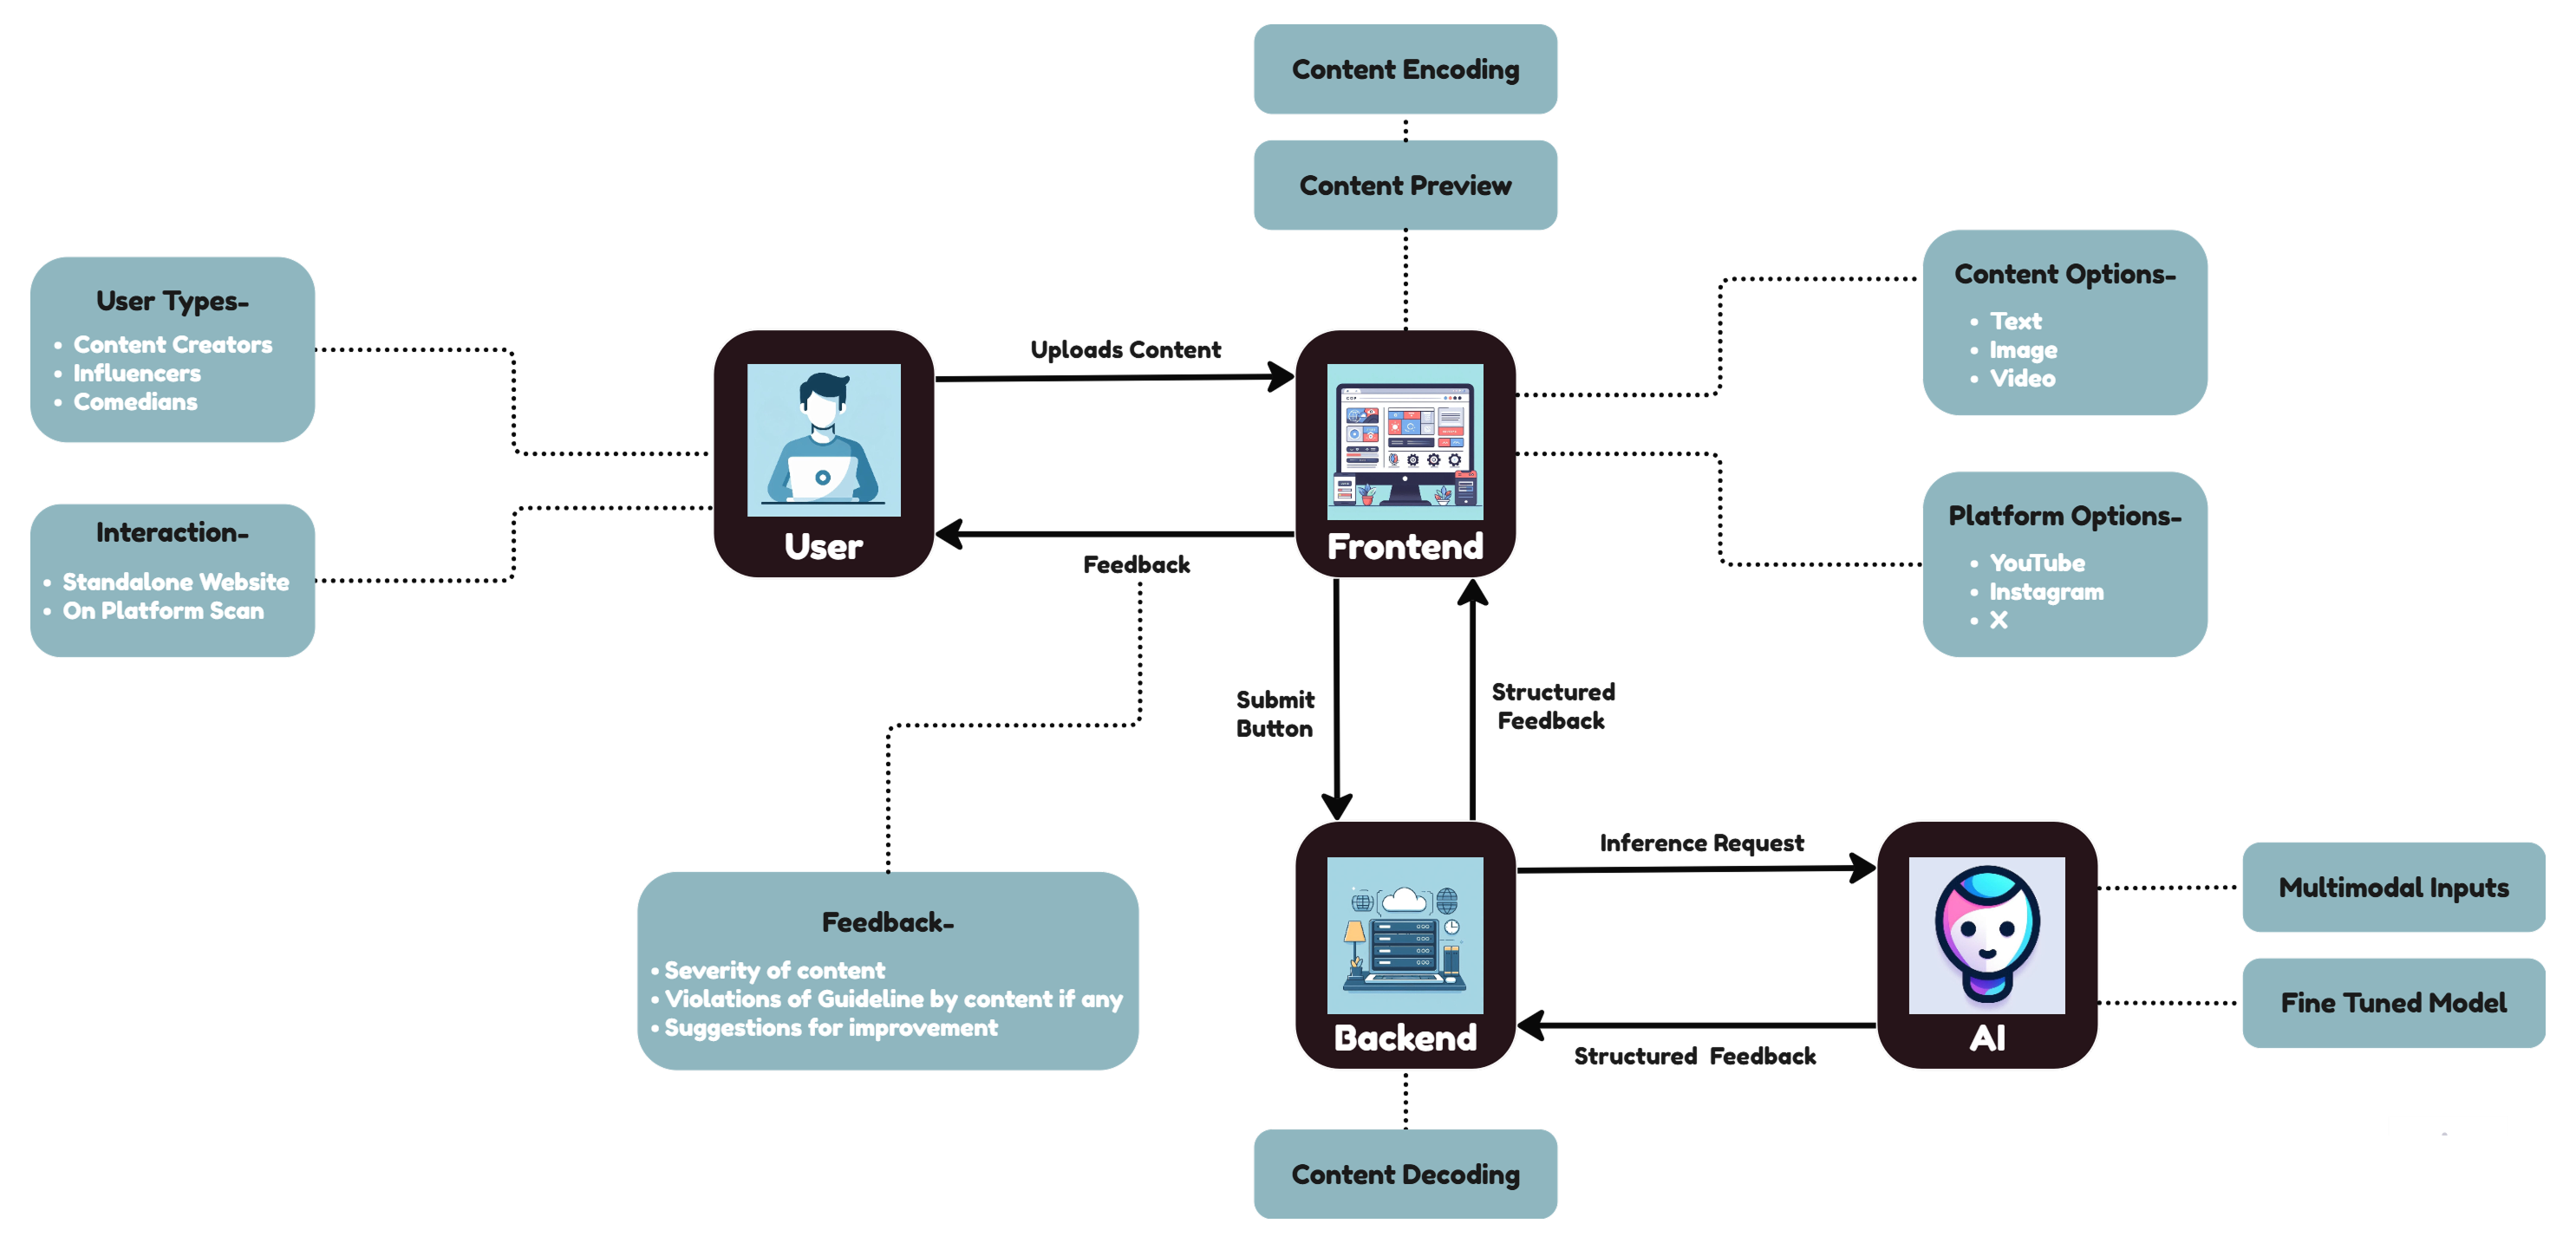 Content Encoding
Content Preview
User Types-
• Content Creators
• Influencers
• Comedians
Interaction-
• Standalone Website
• On Platform Scan
User
Uploads Content
Feedback
Frontend
Content Options-
• Text
• Image
• Video
Platform Options-
• YouTube
• Instagram
• X
Submit
Button
Structured
Feedback
Feedback-
• Severity of content
• Violations of Guideline by content if any
• Suggestions for improvement
Backend
Inference Request
Structured Feedback
AI
Multimodal Inputs
Fine Tuned Model
Content Decoding